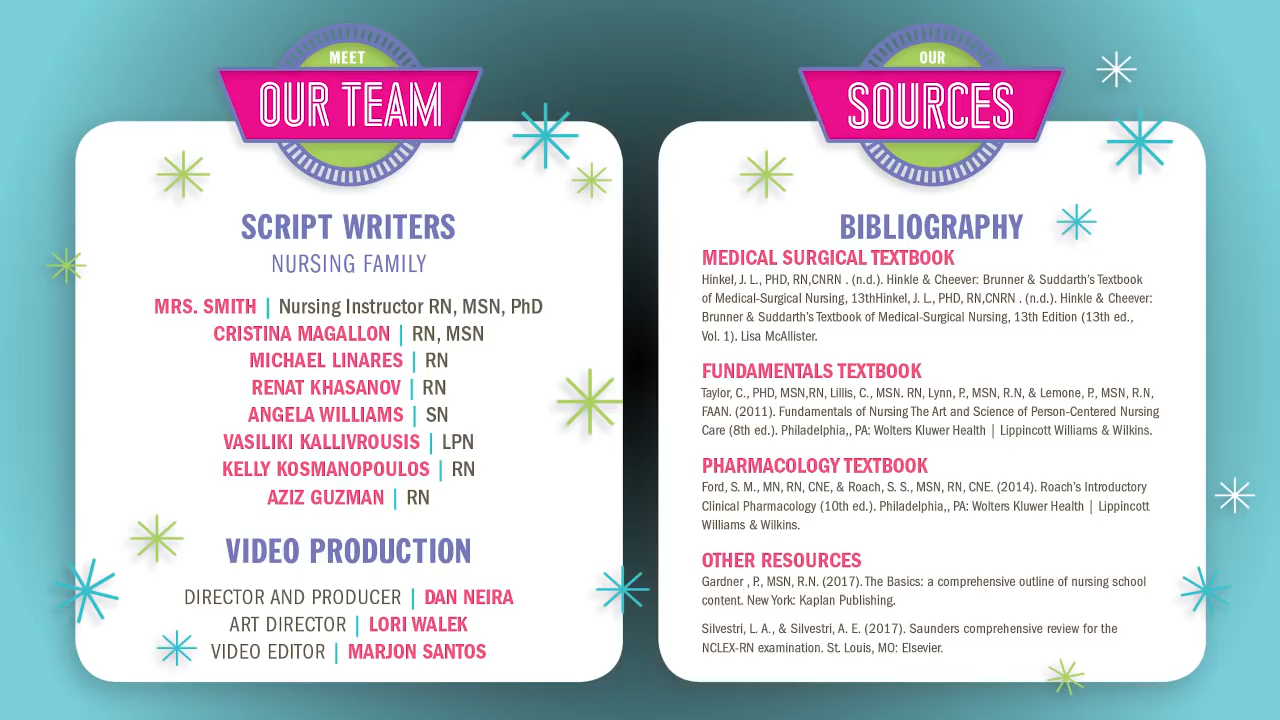 MEET
OUR TEAM
SCRIPT WRITERS
NURSING FAMILY
MRS. SMITH | Nursing Instructor RN, MSN, PhD
CRISTINA MAGALLON | RN, MSN
MICHAEL LINARES | RN
RENAT KHASANOV | RN
ANGELA WILLIAMS | SN
VASILIKI KALLIVROUSIS | LPN
KELLY KOSMANOPOULOS | RN
AZIZ GUZMAN | RN
VIDEO PRODUCTION
DIRECTOR AND PRODUCER | DAN NEIRA
ART DIRECTOR | LORI WALEK
VIDEO EDITOR | MARJON SANTOS
OUR
SOURCES
BIBLIOGRAPHY
MEDICAL SURGICAL TEXTBOOK
Hinkel, J. L., PHD, RN,CNRN . (n.d.). Hinkle & Cheever: Brunner & Suddarth's Textbook
of Medical-Surgical Nursing, 13thHinkel, J. L., PHD, RN,CNRN . (n.d.). Hinkle & Cheever:
Brunner & Suddarth's Textbook of Medical-Surgical Nursing, 13th Edition (13th ed.,
Vol. 1). Lisa McAllister.
FUNDAMENTALS TEXTBOOK
Taylor, C., PHD, MSN,RN, Lillis, C., MSN. RN, Lynn, P., MSN, R.N, & Lemone, P., MSN, R.N,
FAAN. (2011). Fundamentals of Nursing The Art and Science of Person-Centered Nursing
Care (8th ed.). Philadelphia,, PA: Wolters Kluwer Health | Lippincott Williams & Wilkins.
PHARMACOLOGY TEXTBOOK
Ford, S. M., MN, RN, CNE, & Roach, S. S., MSN, RN, CNE. (2014). Roach's Introductory
Clinical Pharmacology (10th ed.). Philadelphia,, PA: Wolters Kluwer Health | Lippincott
Williams & Wilkins.
OTHER RESOURCES
Gardner , P., MSN, R.N. (2017). The Basics: a comprehensive outline of nursing school
content. New York: Kaplan Publishing.
Silvestri, L. A., & Silvestri, A. E. (2017). Saunders comprehensive review for the
NCLEX-RN examination. St. Louis, MO: Elsevier.